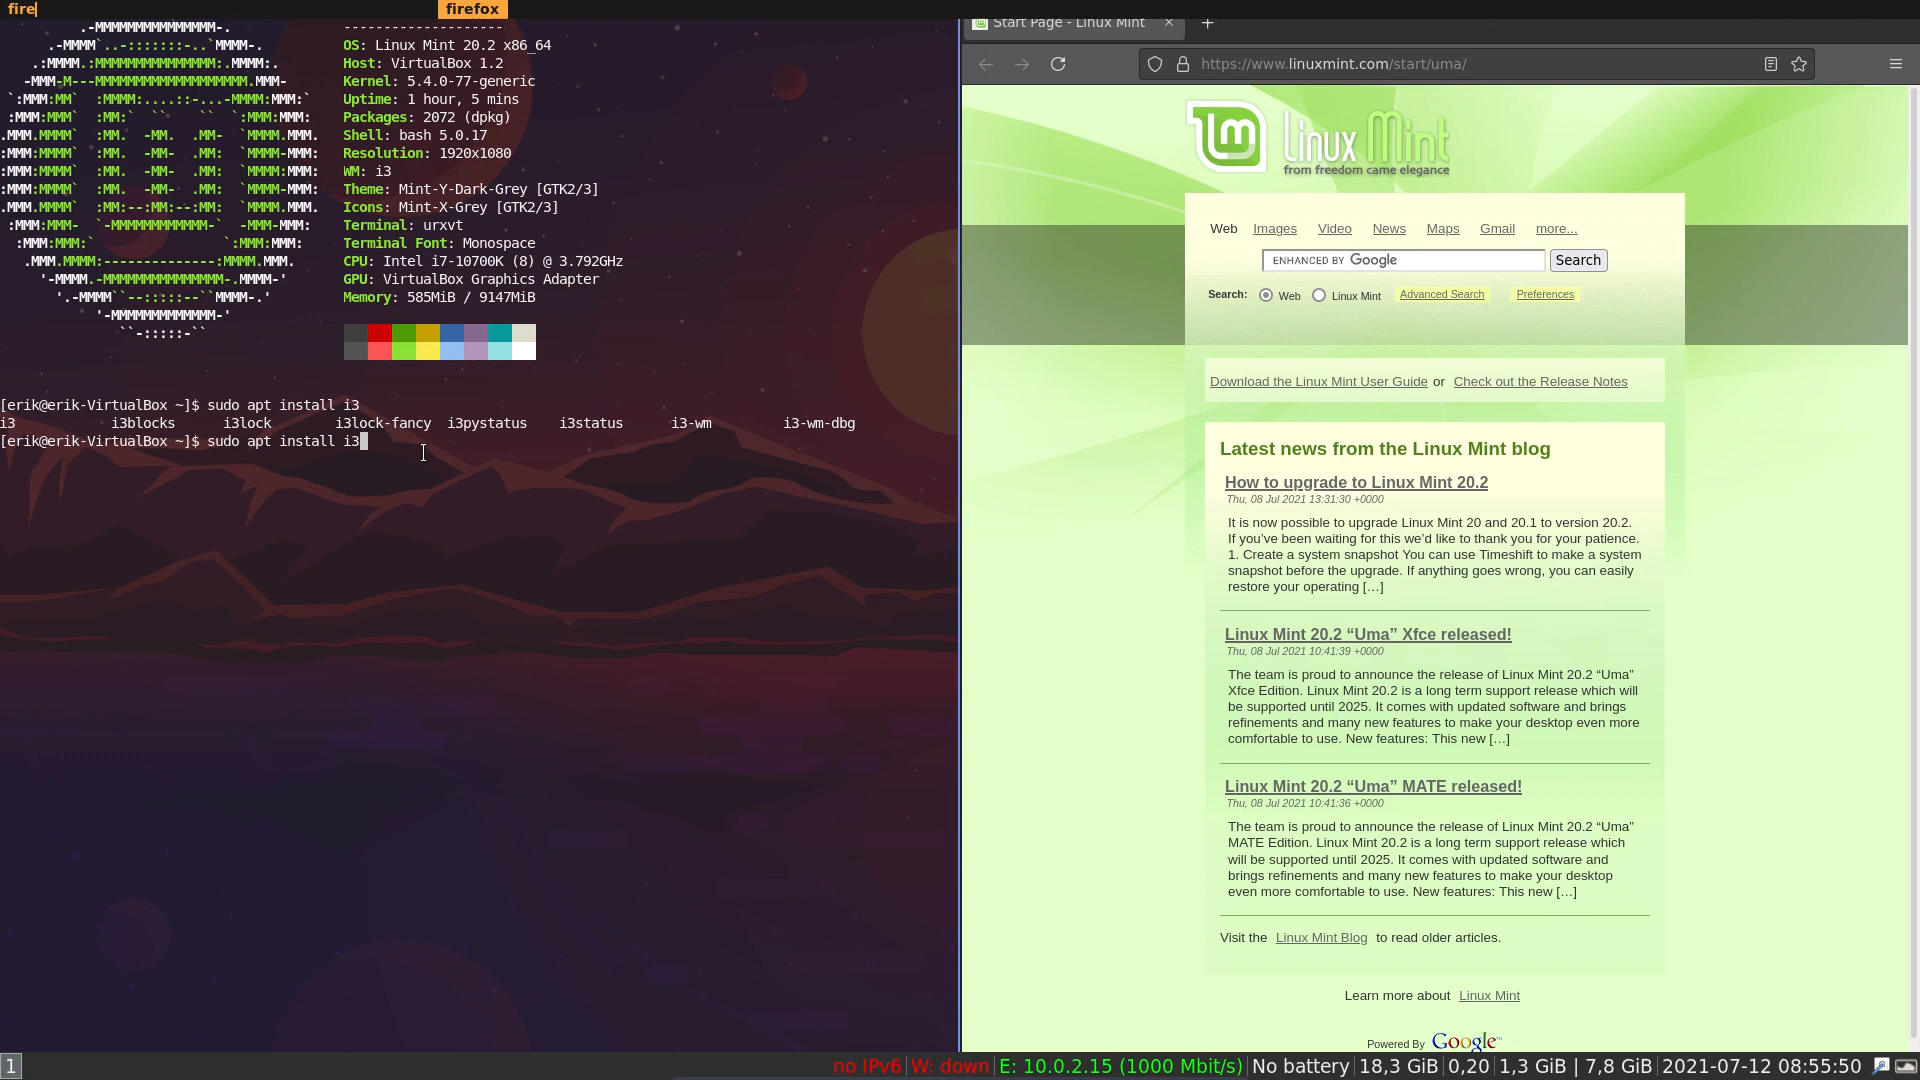 fire firefox
--------------------
OS: Linux Mint 20.2 x86_64
Host: VirtualBox 1.2
Kernel: 5.4.0-77-generic
Uptime: 1 hour, 5 mins
Packages: 2072 (dpkg)
Shell: bash 5.0.17
Resolution: 1920x1080
WM: i3
Theme: Mint-Y-Dark-Grey [GTK2/3]
Icons: Mint-X-Grey [GTK2/3]
Terminal: urxvt
Terminal Font: Monospace
CPU: Intel i7-10700K (8) @ 3.792GHz
GPU: VirtualBox Graphics Adapter
Memory: 585MiB / 9147MiB
[erik@erik-VirtualBox ~]$ sudo apt install i3
i3 i3blocks i3lock i3lock-fancy i3pystatus i3status i3-wm i3-wm-dbg
[erik@erik-VirtualBox ~]$ sudo apt install i3
Start Page - Linux Mint × +
https://www.linuxmint.com/start/uma/
Linux Mint
from freedom came elegance
Web Images Video News Maps Gmail more...
ENHANCED BY Google Search
Search: Web Linux Mint Advanced Search Preferences
Download the Linux Mint User Guide or Check out the Release Notes
Latest news from the Linux Mint blog
How to upgrade to Linux Mint 20.2
Thu, 08 Jul 2021 13:31:30 +0000
It is now possible to upgrade Linux Mint 20 and 20.1 to version 20.2.
If you’ve been waiting for this we’d like to thank you for your patience.
1. Create a system snapshot You can use Timeshift to make a system
snapshot before the upgrade. If anything goes wrong, you can easily
restore your operating […]
Linux Mint 20.2 “Uma” Xfce released!
Thu, 08 Jul 2021 10:41:39 +0000
The team is proud to announce the release of Linux Mint 20.2 “Uma”
Xfce Edition. Linux Mint 20.2 is a long term support release which will
be supported until 2025. It comes with updated software and brings
refinements and many new features to make your desktop even more
comfortable to use. New features: This new […]
Linux Mint 20.2 “Uma” MATE released!
Thu, 08 Jul 2021 10:41:36 +0000
The team is proud to announce the release of Linux Mint 20.2 “Uma”
MATE Edition. Linux Mint 20.2 is a long term support release which
will be supported until 2025. It comes with updated software and
brings refinements and many new features to make your desktop
even more comfortable to use. New features: This new […]
Visit the Linux Mint Blog to read older articles.
Learn more about Linux Mint
Powered By Google™
1 no IPv6 | W: down | E: 10.0.2.15 (1000 Mbit/s) | No battery | 18,3 GiB | 0,20 | 1,3 GiB | 7,8 GiB | 2021-07-12 08:55:50